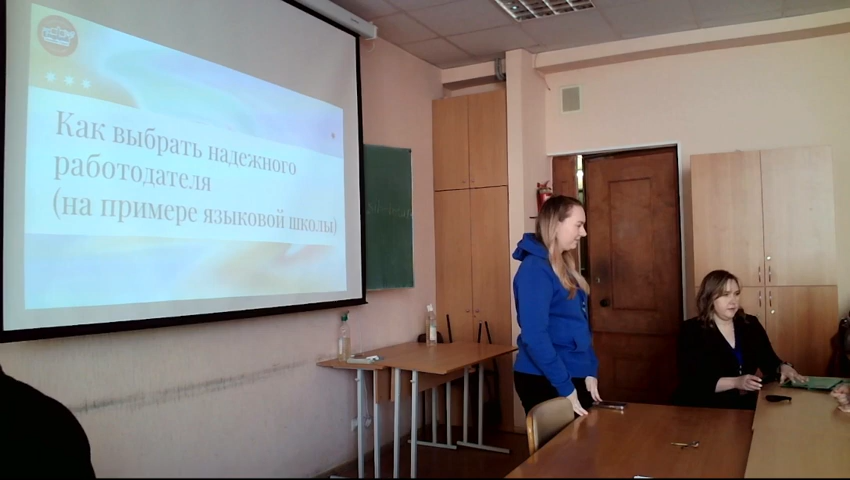 Как выбрать надежного
работодателя
(на примере языковой школы)